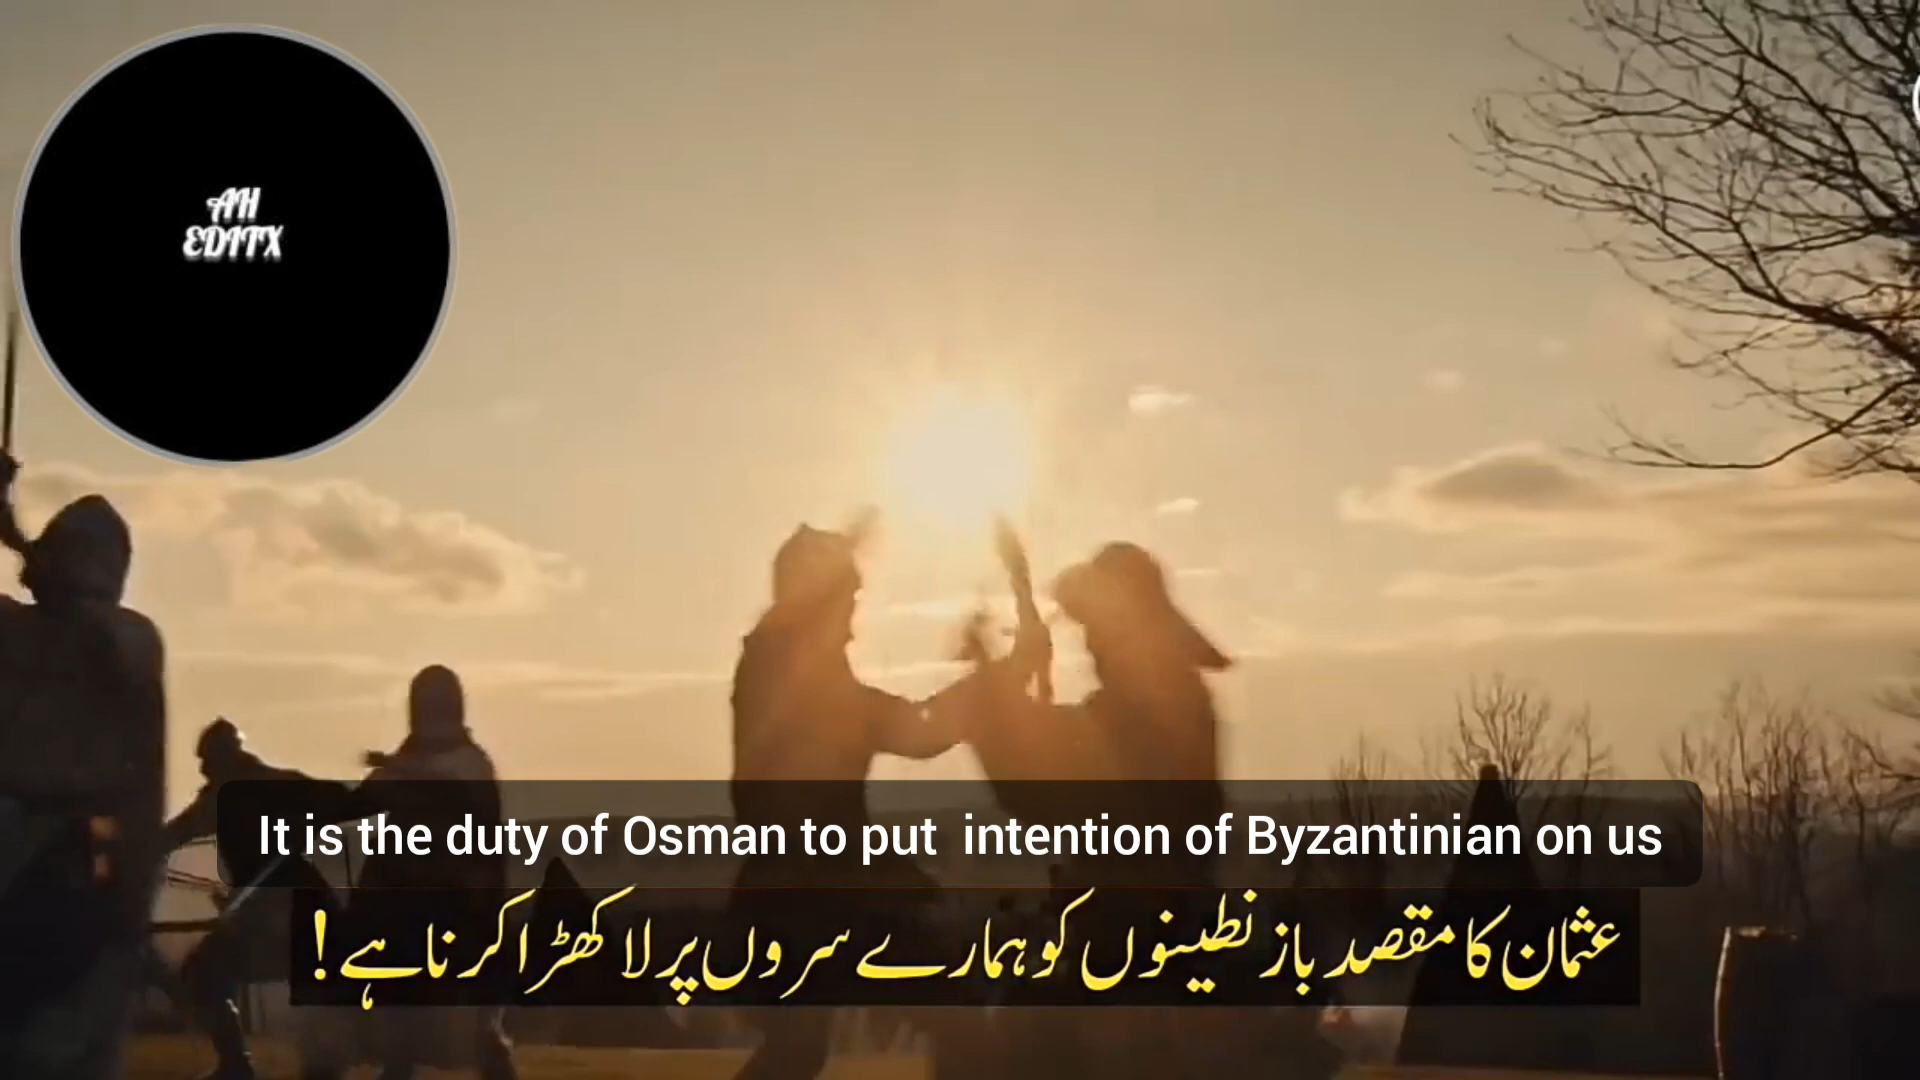 AH
EDITX
It is the duty of Osman to put  intention of Byzantinian on us
عثمان کا مقصد بازنطینوں کو ہمارے سروں پر لا کھڑا کرنا ہے !